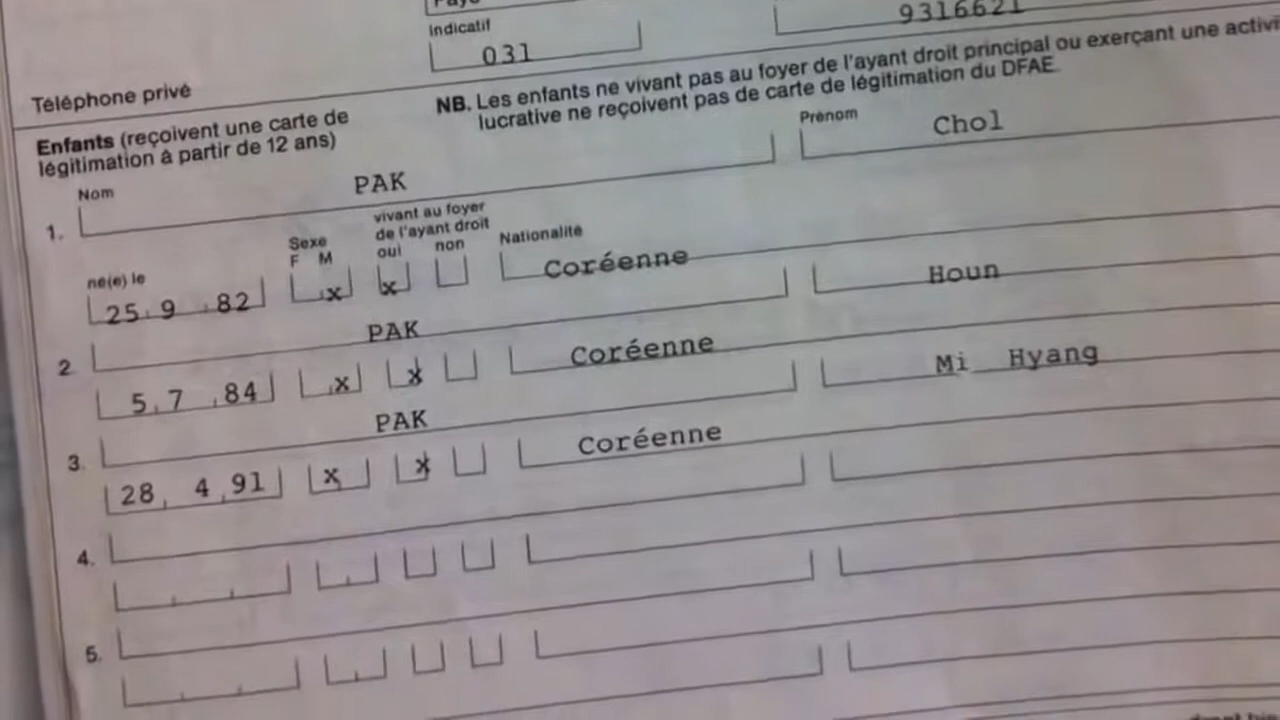 Indicatif
031
9316621
Téléphone privé
Enfants (reçoivent une carte de
légitimation à partir de 12 ans)
NB. Les enfants ne vivant pas au foyer de l'ayant droit principal ou exerçant une
lucrative ne reçoivent pas de carte de légitimation du DFAE.
Nom
Prénom
1. PAK Chol
né(e) le
Sexe
F M
vivant au foyer
de l'ayant droit
oui non
Nationalité
25 9 82 x x Coréenne
2. PAK Houn
5 7 84 x x Coréenne
3. PAK Mi Hyang
28 4 91 x x Coréenne
4.
5.